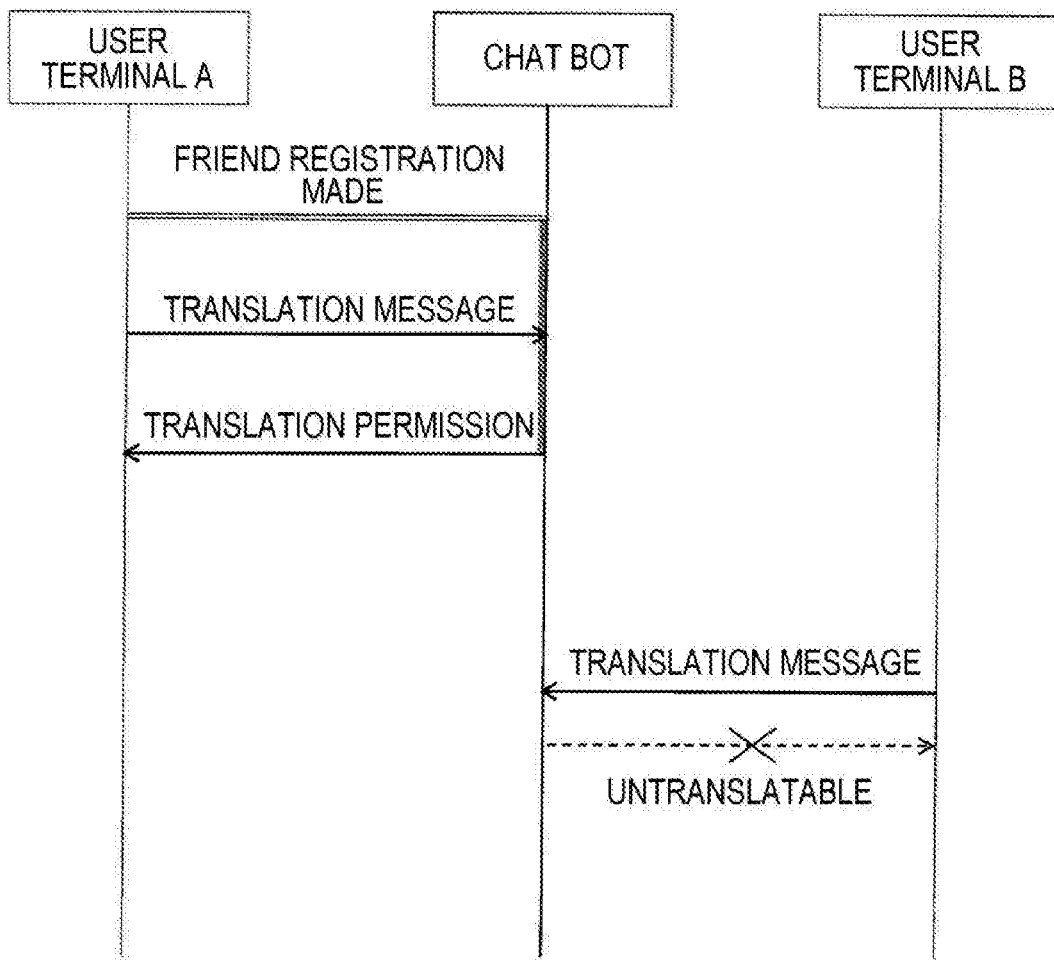 USER
TERMINAL A
CHAT BOT
USER
TERMINAL B
FRIEND REGISTRATION
MADE
TRANSLATION MESSAGE
TRANSLATION PERMISSION
TRANSLATION MESSAGE
UNTRANSLATABLE